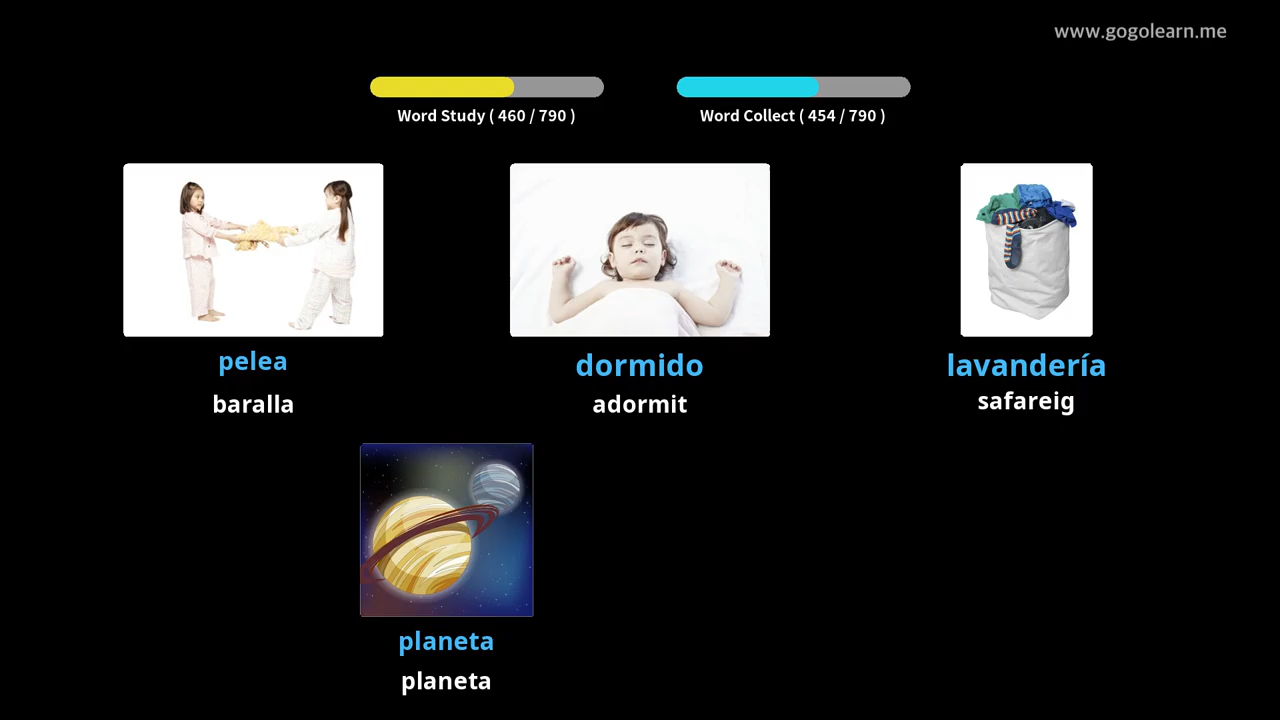 www.gogolearn.me
Word Study ( 460 / 790 )
Word Collect ( 454 / 790 )
pelea
baralla
dormido
adormit
lavandería
safareig
planeta
planeta